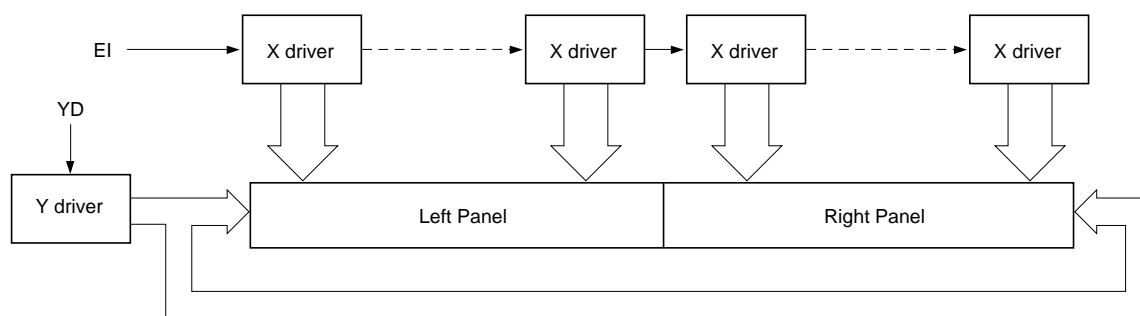 EI
X driver
X driver
X driver
X driver
YD
Y driver
Left Panel
Right Panel